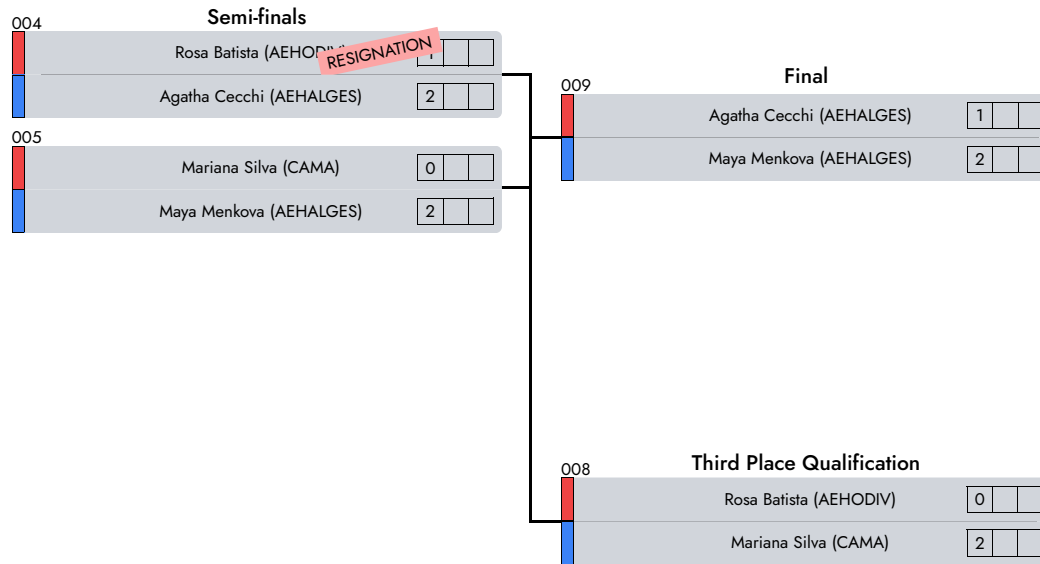 Semi-finals
004
Rosa Batista (AEHODIV)
RESIGNATION
1
Agatha Cecchi (AEHALGES)
2
005
Mariana Silva (CAMA)
0
Maya Menkova (AEHALGES)
2
Final
009
Agatha Cecchi (AEHALGES)
1
Maya Menkova (AEHALGES)
2
Third Place Qualification
008
Rosa Batista (AEHODIV)
0
Mariana Silva (CAMA)
2